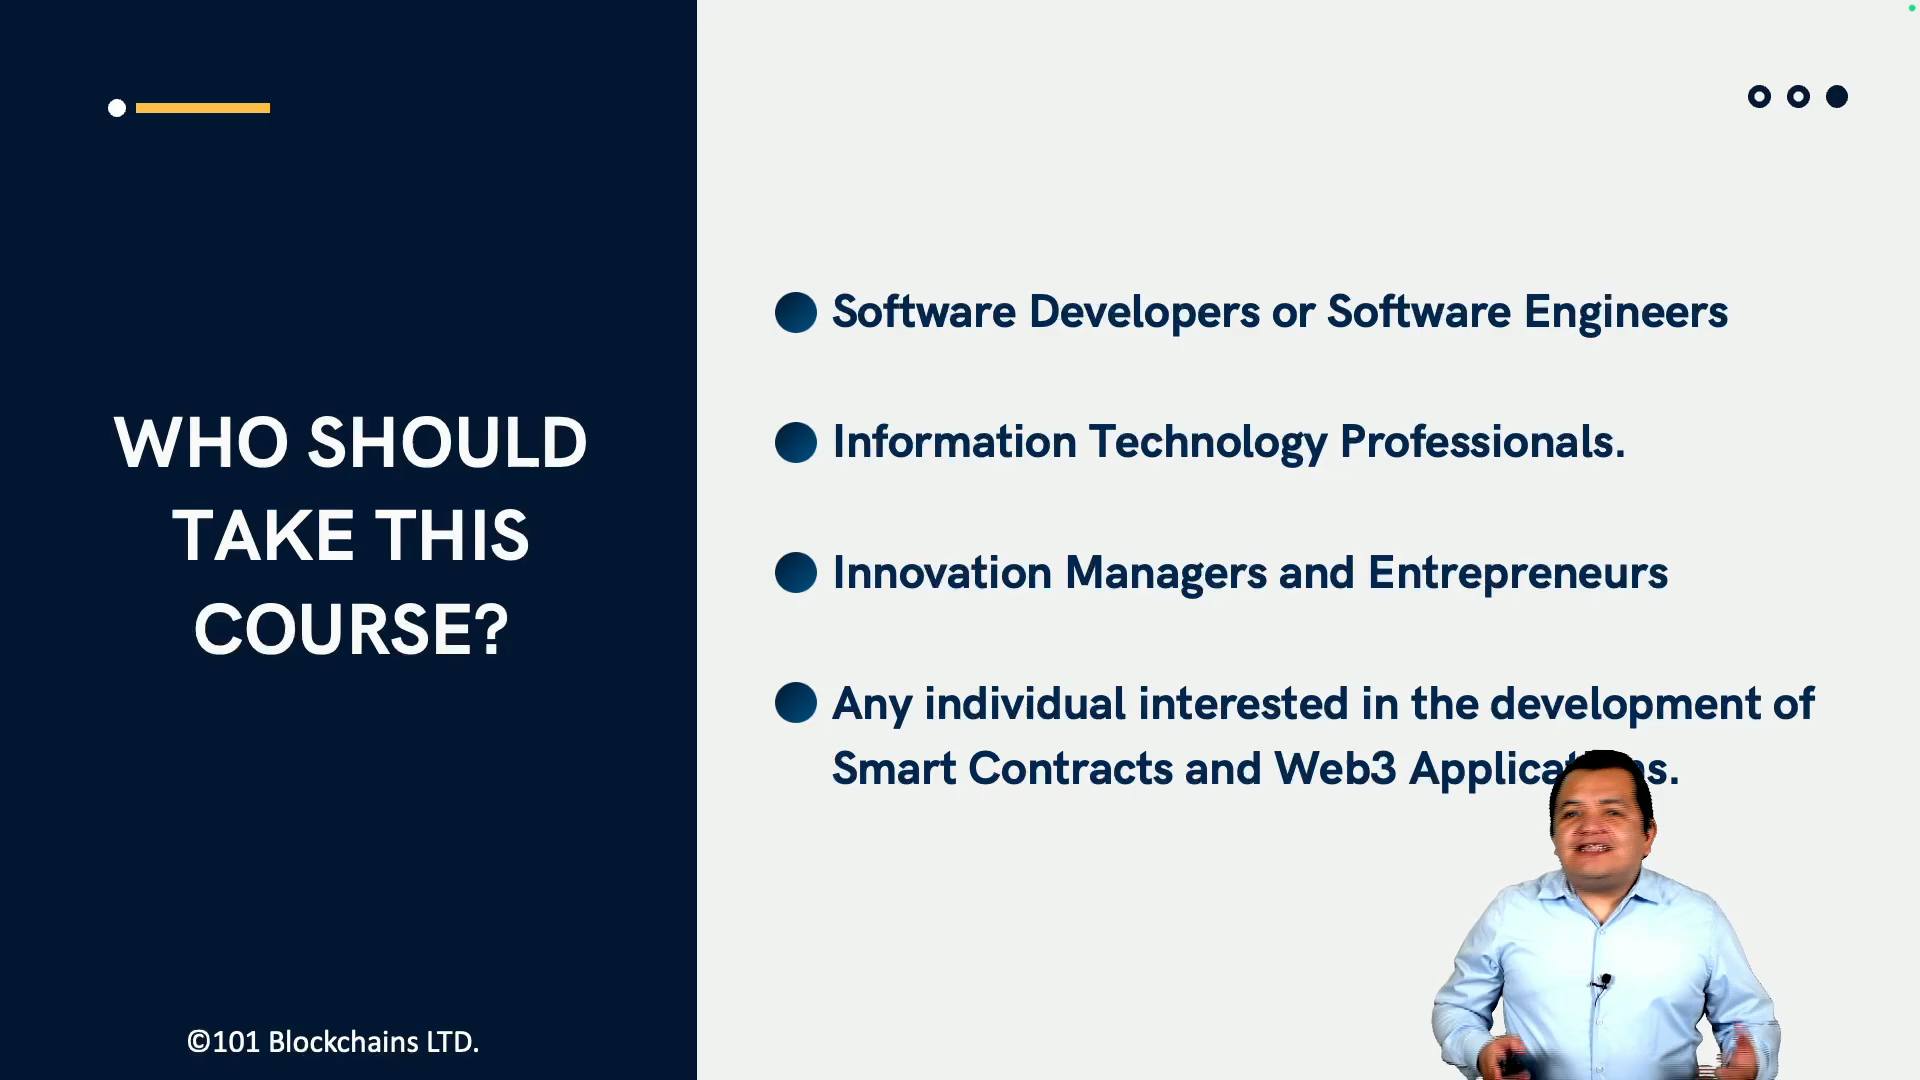 WHO SHOULD
TAKE THIS
COURSE?
Software Developers or Software Engineers
Information Technology Professionals.
Innovation Managers and Entrepreneurs
Any individual interested in the development of
Smart Contracts and Web3 Applications.
©101 Blockchains LTD.